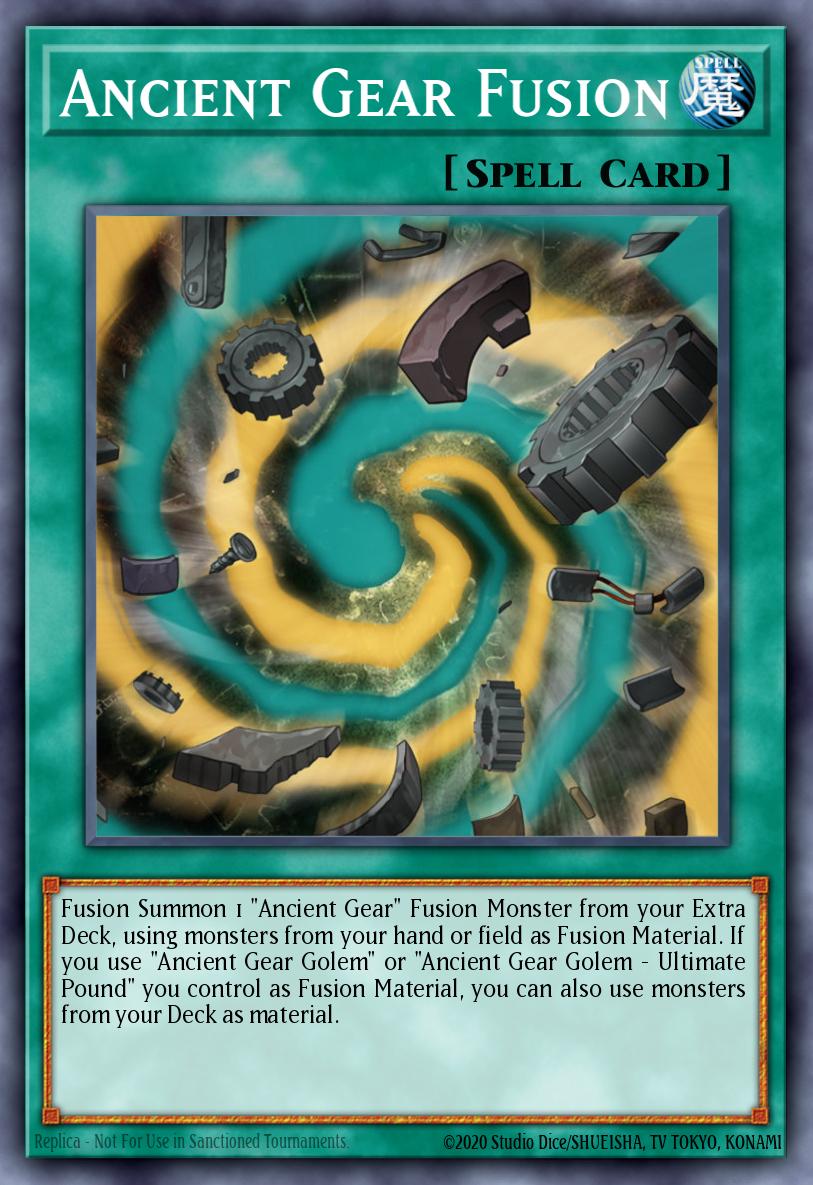 Ancient Gear Fusion
SPELL
魔
[ Spell Card ]
Fusion Summon 1 "Ancient Gear" Fusion Monster from your Extra
Deck, using monsters from your hand or field as Fusion Material. If
you use "Ancient Gear Golem" or "Ancient Gear Golem - Ultimate
Pound" you control as Fusion Material, you can also use monsters
from your Deck as material.
Replica - Not For Use in Sanctioned Tournaments.
©2020 Studio Dice/SHUEISHA, TV TOKYO, KONAMI